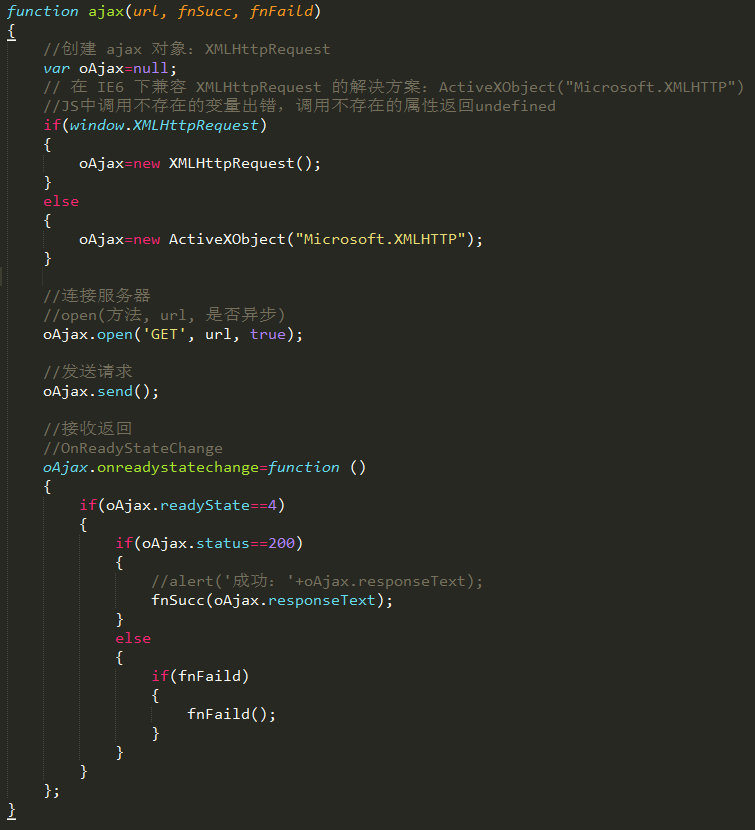 function ajax(url, fnSucc, fnFaild)
{
    //创建 ajax 对象：XMLHttpRequest
    var oAjax=null;
    // 在 IE6 下兼容 XMLHttpRequest 的解决方案：ActiveXObject("Microsoft.XMLHTTP")
    //JS中调用不存在的变量出错，调用不存在的属性返回undefined
    if(window.XMLHttpRequest)
    {
        oAjax=new XMLHttpRequest();
    }
    else
    {
        oAjax=new ActiveXObject("Microsoft.XMLHTTP");
    }

    //连接服务器
    //open(方法, url, 是否异步)
    oAjax.open('GET', url, true);

    //发送请求
    oAjax.send();

    //接收返回
    //OnReadyStateChange
    oAjax.onreadystatechange=function ()
    {
        if(oAjax.readyState==4)
        {
            if(oAjax.status==200)
            {
                //alert('成功：'+oAjax.responseText);
                fnSucc(oAjax.responseText);
            }
            else
            {
                if(fnFaild)
                {
                    fnFaild();
                }
            }
        }
    };
}